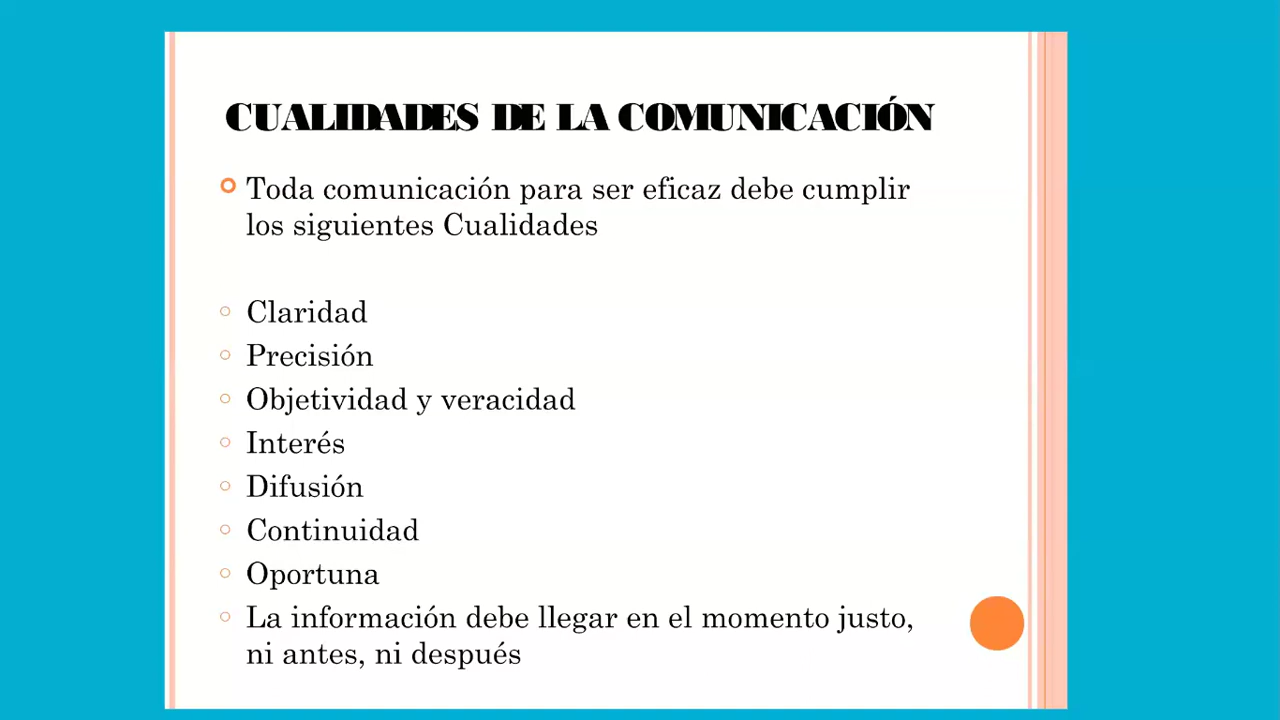 CUALIDADES DE LA COMUNICACIÓN
Toda comunicación para ser eficaz debe cumplir
los siguientes Cualidades
Claridad
Precisión
Objetividad y veracidad
Interés
Difusión
Continuidad
Oportuna
La información debe llegar en el momento justo,
ni antes, ni después